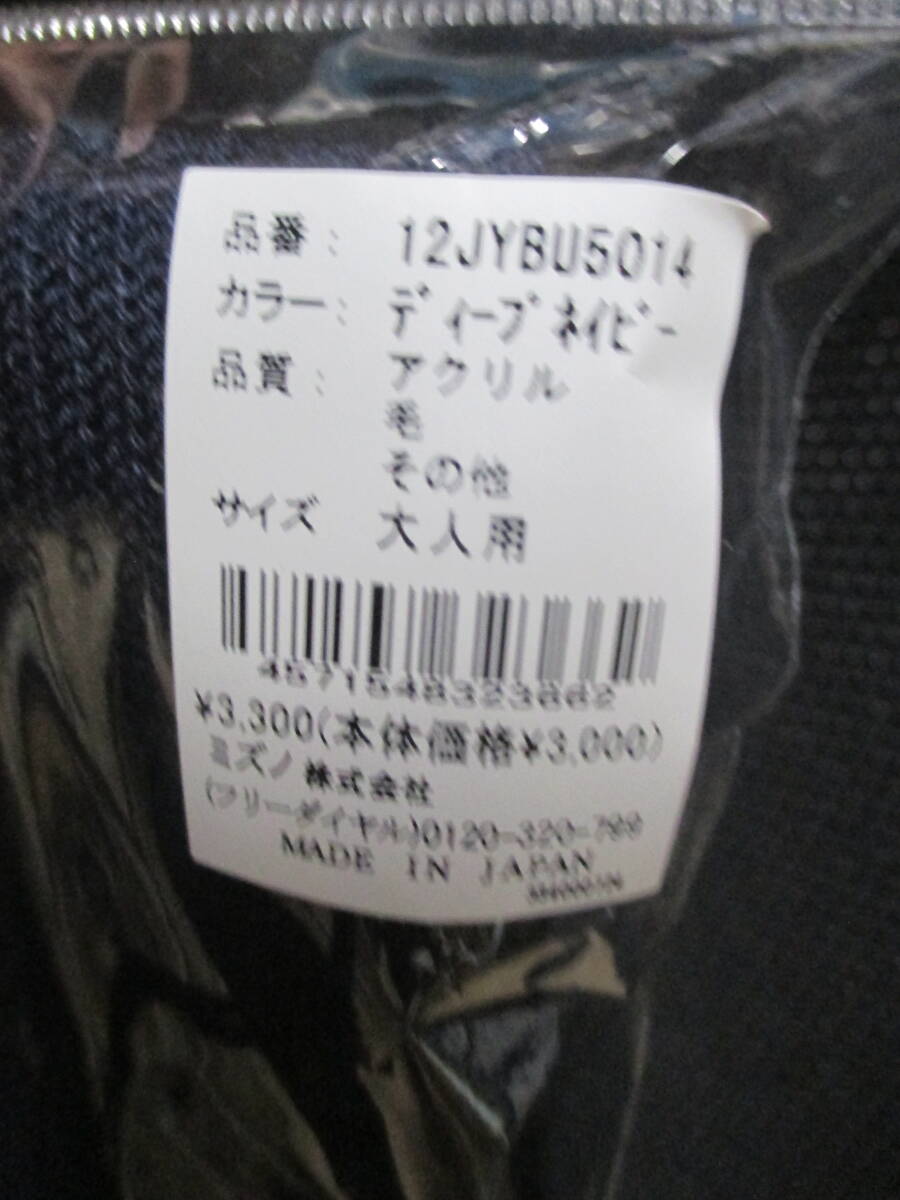 品番: 12JYBU5014
カラー: ディープネイビー
品質: アクリル
毛
その他
サイズ 大人用
¥3,300(本体価格¥3,000)
ミズノ株式会社
(フリーダイヤル)0120-320-799
MADE IN JAPAN